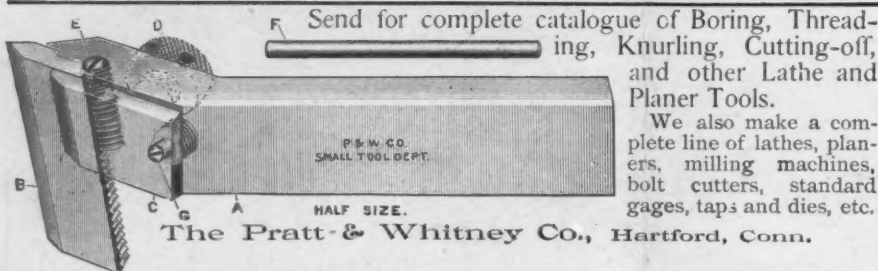 E D F
Send for complete catalogue of Boring, Thread-
ing, Knurling, Cutting-off,
and other Lathe and
Planer Tools.
We also make a com-
plete line of lathes, plan-
ers, milling machines,
bolt cutters, standard
gages, taps and dies, etc.
P & W CO.
SMALL TOOL DEPT.
B
C G A
HALF SIZE.
The Pratt & Whitney Co., Hartford, Conn.